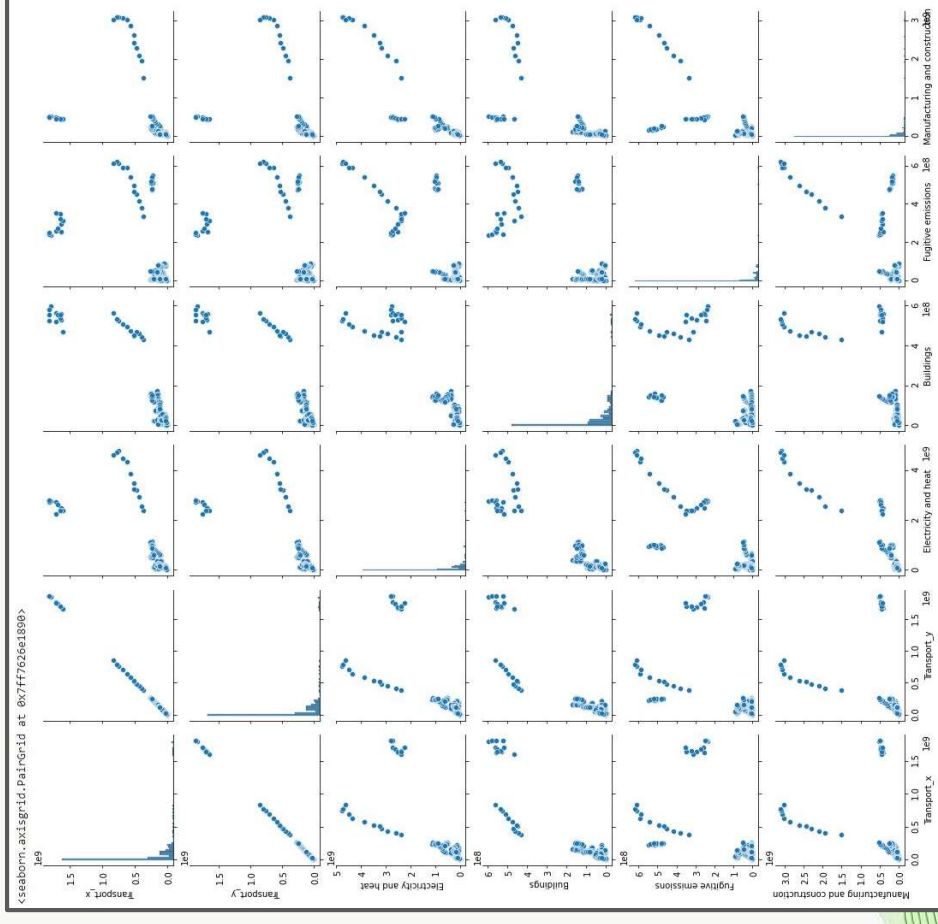 <seaborn.axisgrid.PairGrid at 0x7ff7626e1890>
1e9
1.5
1.0
0.5
0.0
Transport_x
1e9
1.5
1.0
0.5
0.0
Transport_y
1e9
4
2
0
Electricity and heat
1e8
6
5
4
3
2
1
0
Buildings
1e8
6
5
4
3
2
1
0
Fugitive emissions
1e9
3.0
2.5
2.0
1.5
1.0
0.5
0.0
Manufacturing and construction
0.0 0.5 1.0 1.5 1e9
Transport_x
0.0 0.5 1.0 1.5 1e9
Transport_y
0 2 4 1e9
Electricity and heat
0 2 4 6 1e8
Buildings
0 2 4 6 1e8
Fugitive emissions
0 1 2 3 1e9
Manufacturing and construction